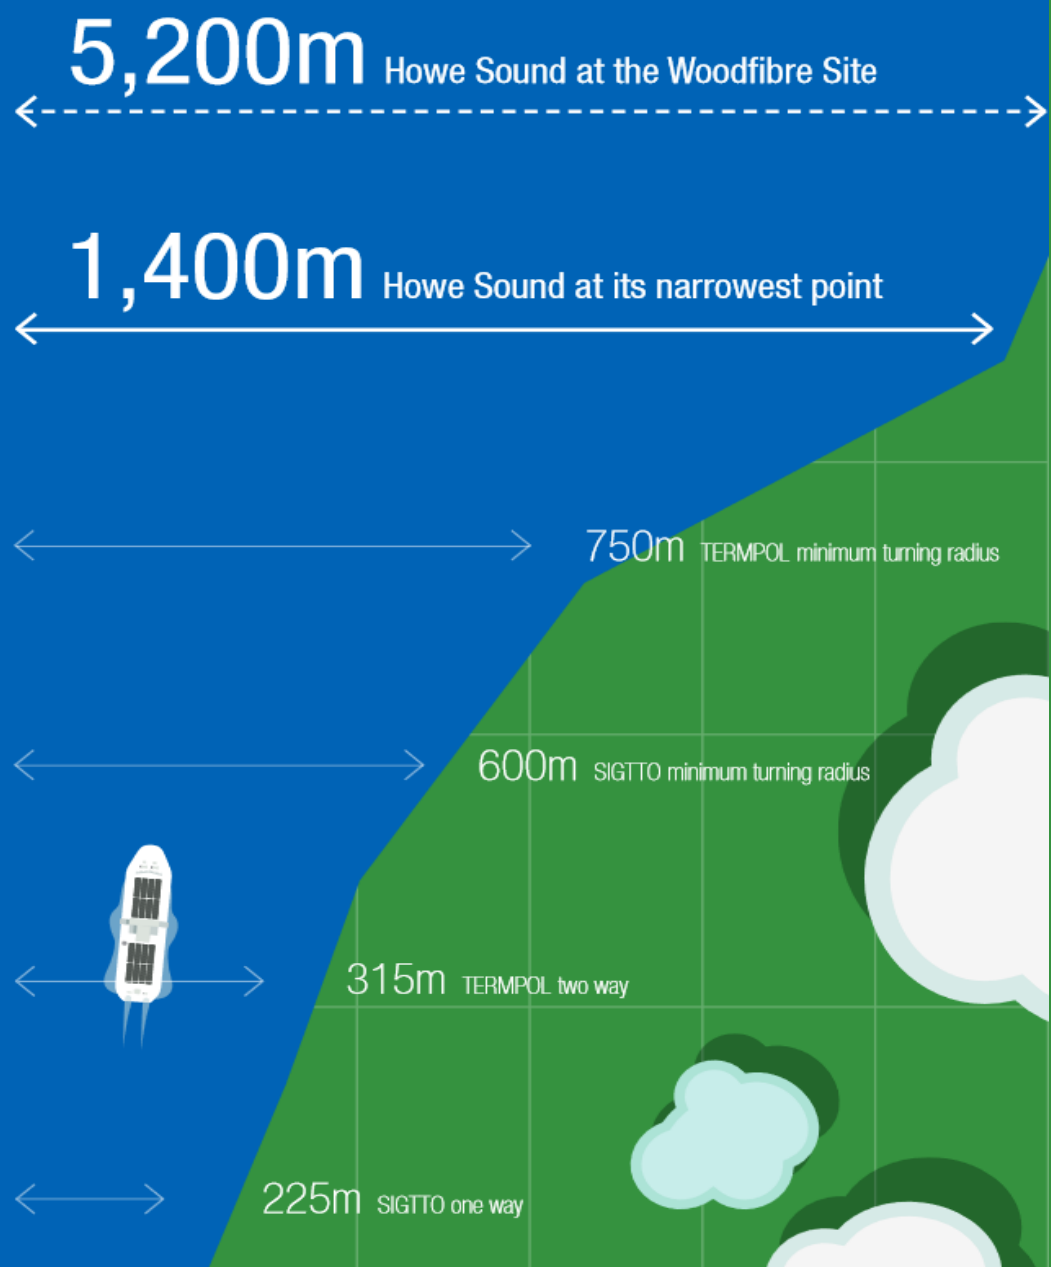 5,200m Howe Sound at the Woodfibre Site
1,400m Howe Sound at its narrowest point
750m TERMPOL minimum turning radius
600m SIGTTO minimum turning radius
315m TERMPOL two way
225m SIGTTO one way